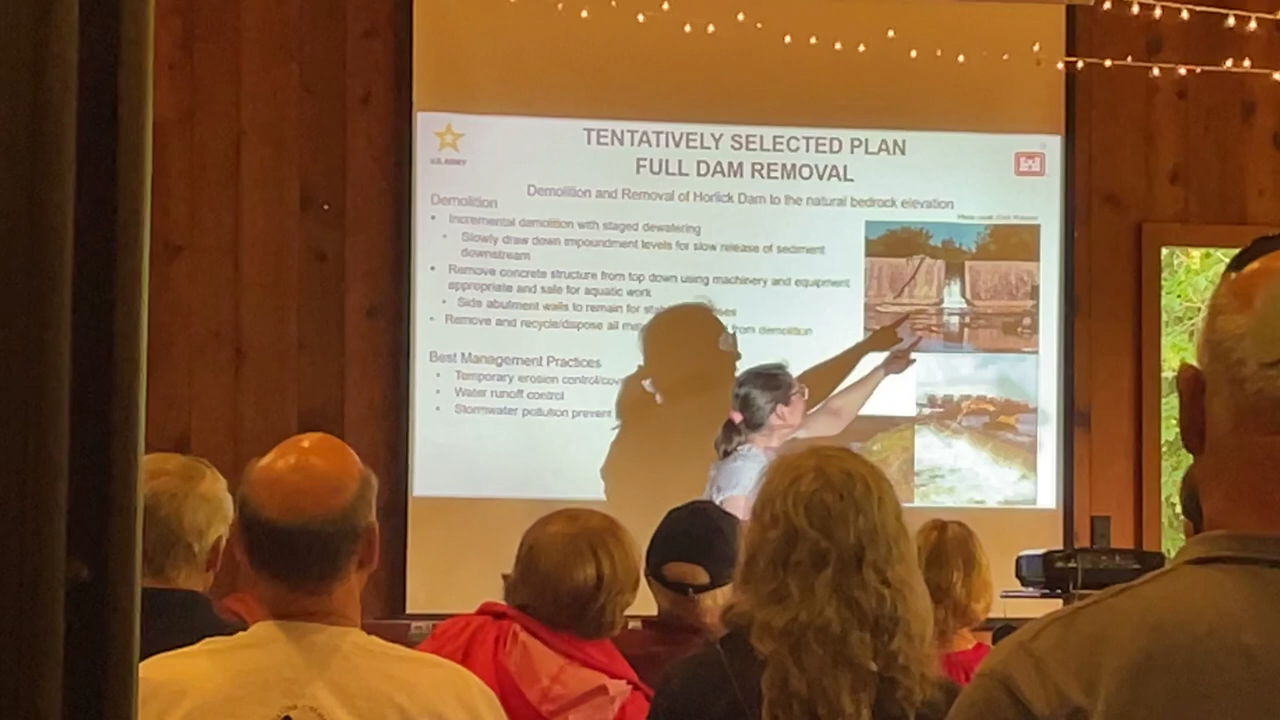 TENTATIVELY SELECTED PLAN
FULL DAM REMOVAL
U.S. ARMY
Demolition and Removal of Horlick Dam to the natural bedrock elevation
Demolition
• Incremental demolition with staged dewatering
• Slowly draw down impoundment levels for slow release of sediment
downstream
• Remove concrete structure from top down using machinery and equipment
appropriate and safe for aquatic work
• Side abutment walls to remain for
• Remove and recycle/dispose all from demolition
Best Management Practices
• Temporary erosion control/cov
• Water runoff control
• Stormwater pollution prevent